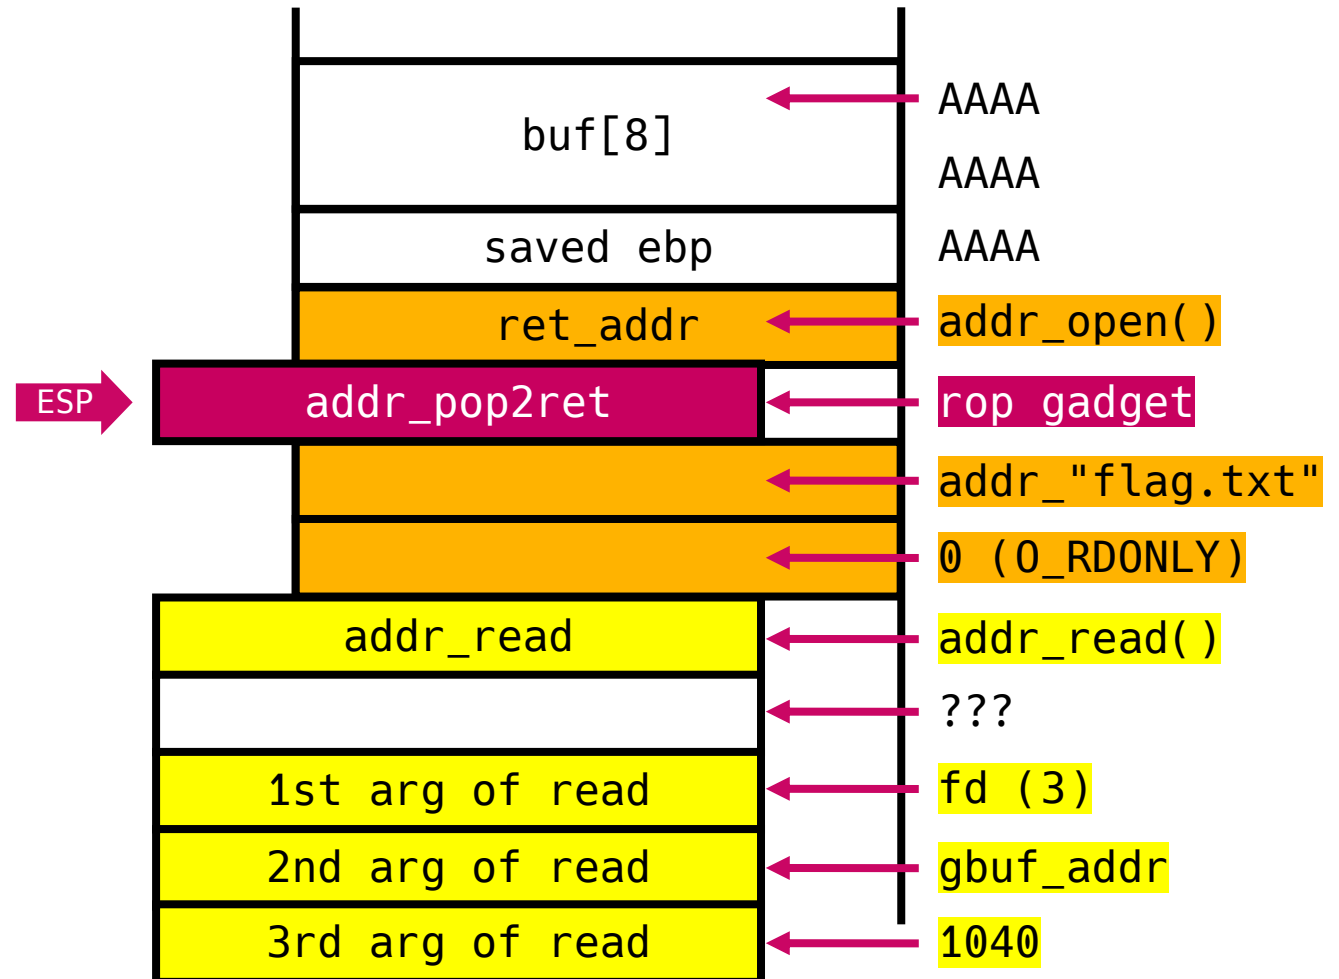 AAAA
buf[8]
AAAA
saved ebp AAAA
ret_addr addr_open()
ESP addr_pop2ret rop gadget
addr_"flag.txt"
0 (O_RDONLY)
addr_read addr_read()
???
1st arg of read fd (3)
2nd arg of read gbuf_addr
3rd arg of read 1040